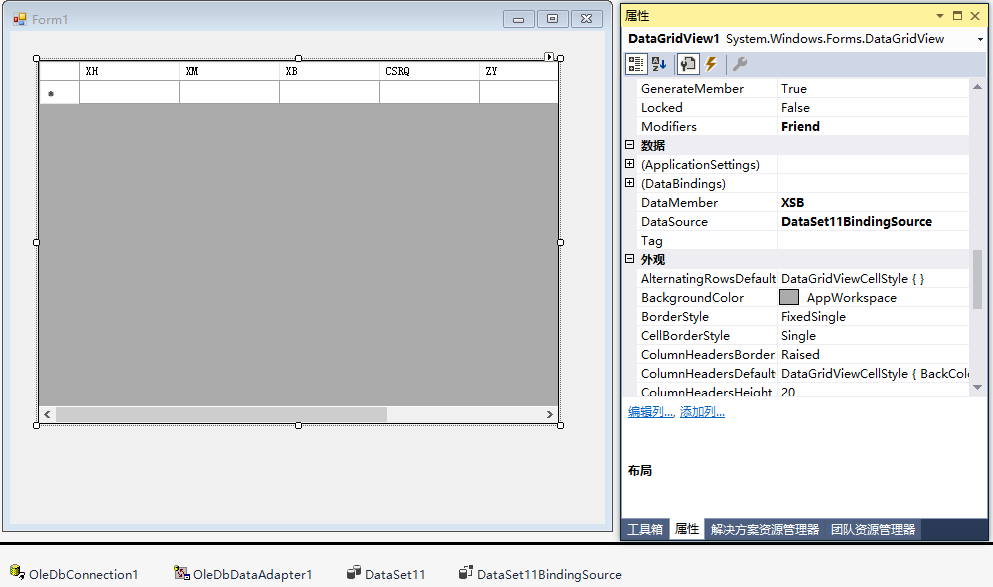 Form1
XH XM XB CSRQ ZY
*
属性
DataGridView1 System.Windows.Forms.DataGridView
GenerateMember True
Locked False
Modifiers Friend
数据
(ApplicationSettings)
(DataBindings)
DataMember XSB
DataSource DataSet11BindingSource
Tag
外观
AlternatingRowsDefault DataGridViewCellStyle { }
BackgroundColor AppWorkspace
BorderStyle FixedSingle
CellBorderStyle Single
ColumnHeadersBorder Raised
ColumnHeadersDefault DataGridViewCellStyle { BackColo
ColumnHeadersHeight 20
编辑列..., 添加列...
布局
工具箱 属性 解决方案资源管理器 团队资源管理器
OleDbConnection1 OleDbDataAdapter1 DataSet11 DataSet11BindingSource